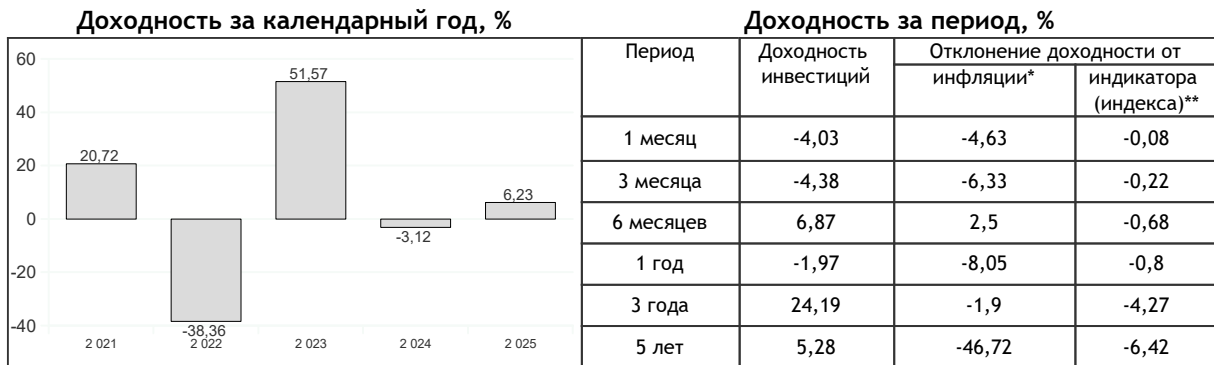 Доходность за календарный год, %
60
40
20
0
-20
-40
20,72
-38,36
51,57
-3,12
6,23
2 021
2 022
2 023
2 024
2 025
Доходность за период, %
Период
Доходность
инвестиций
Отклонение доходности от
инфляции*
индикатора
(индекса)**
1 месяц -4,03 -4,63 -0,08
3 месяца -4,38 -6,33 -0,22
6 месяцев 6,87 2,5 -0,68
1 год -1,97 -8,05 -0,8
3 года 24,19 -1,9 -4,27
5 лет 5,28 -46,72 -6,42